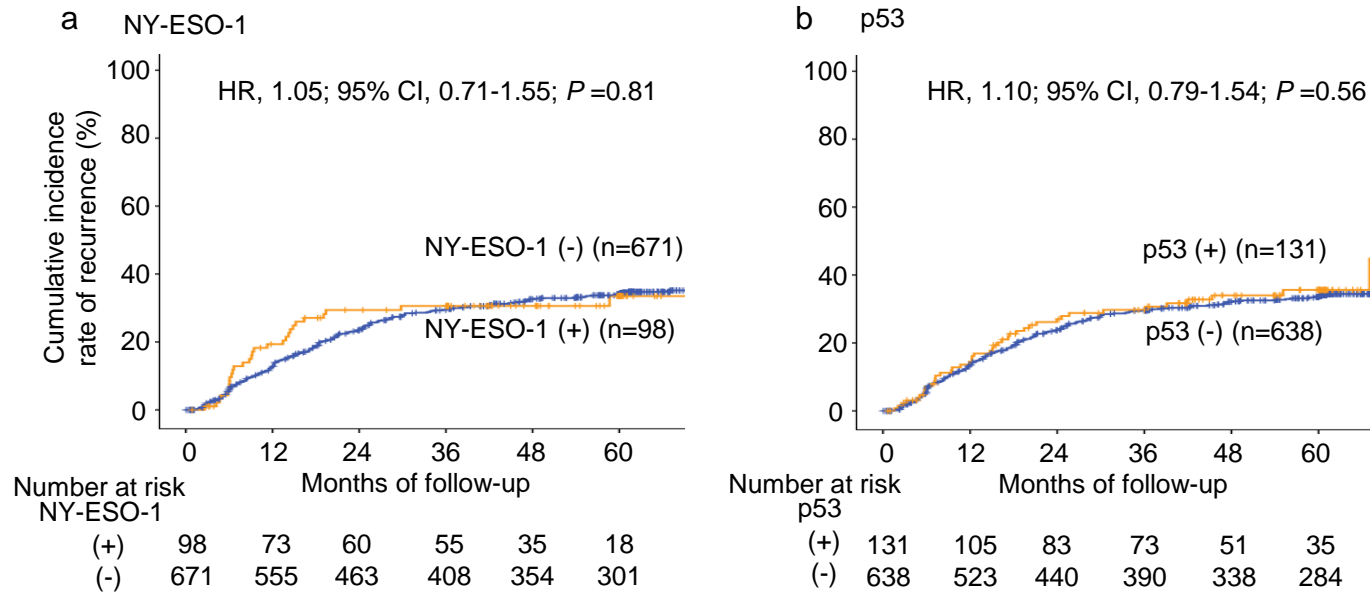 a NY-ESO-1
HR, 1.05; 95% CI, 0.71-1.55; P =0.81
Cumulative incidence
rate of recurrence (%)
100
80
60
40
20
0
NY-ESO-1 (-) (n=671)
NY-ESO-1 (+) (n=98)
0 12 24 36 48 60
Months of follow-up
Number at risk
NY-ESO-1
(+) 98 73 60 55 35 18
(-) 671 555 463 408 354 301
b p53
HR, 1.10; 95% CI, 0.79-1.54; P =0.56
100
80
60
40
20
0
p53 (+) (n=131)
p53 (-) (n=638)
0 12 24 36 48 60
Months of follow-up
Number at risk
p53
(+) 131 105 83 73 51 35
(-) 638 523 440 390 338 284